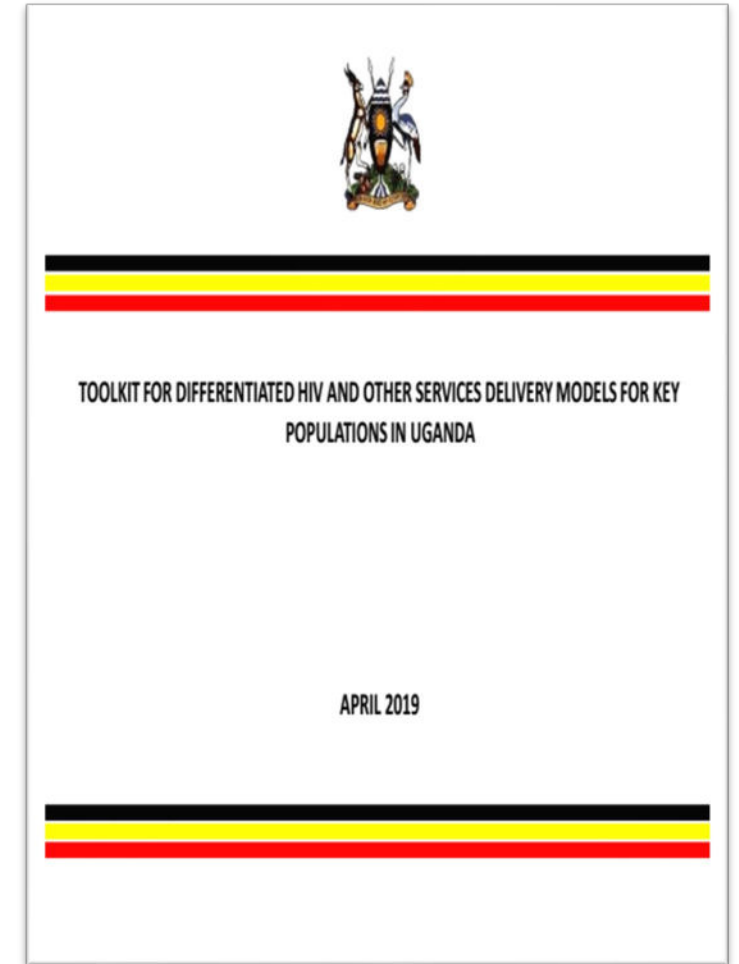 TOOLKIT FOR DIFFERENTIATED HIV AND OTHER SERVICES DELIVERY MODELS FOR KEY
POPULATIONS IN UGANDA
APRIL 2019